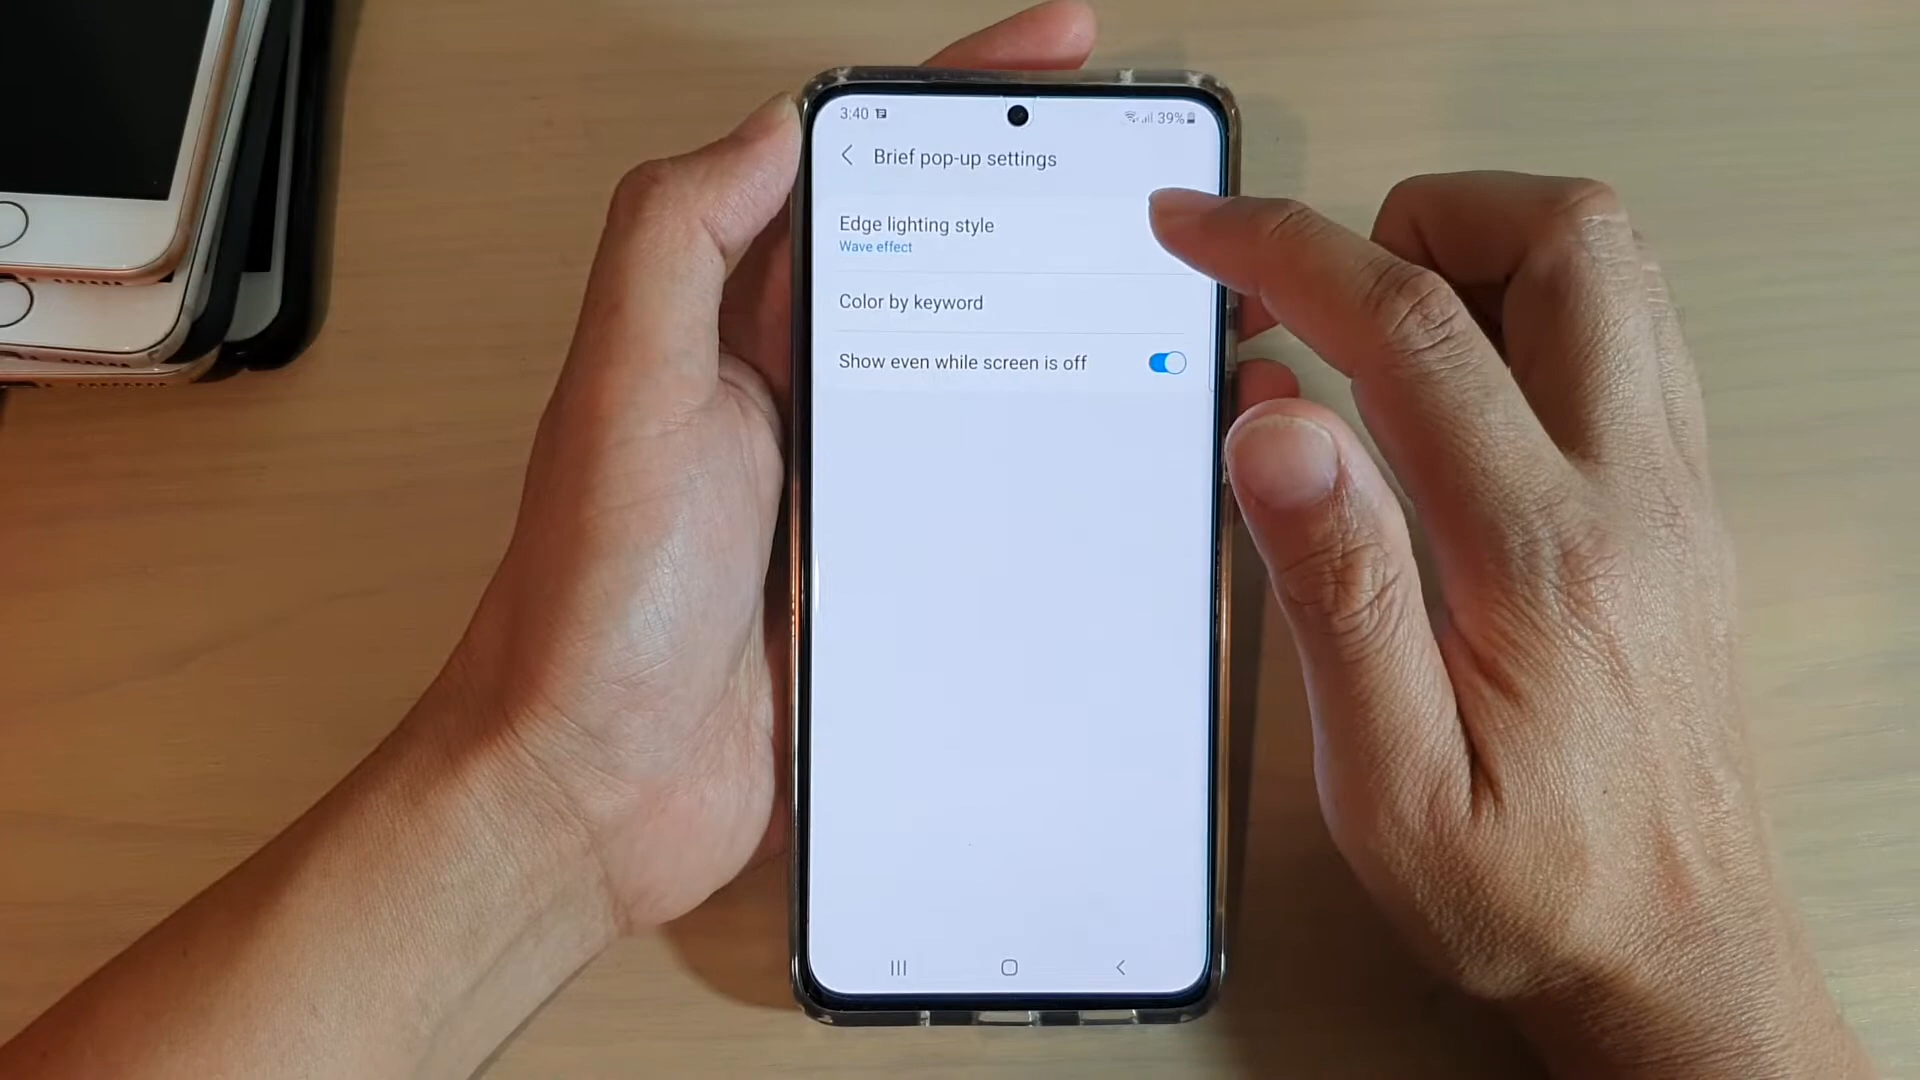 3:40
39%
Brief pop-up settings
Edge lighting style
Wave effect
Color by keyword
Show even while screen is off